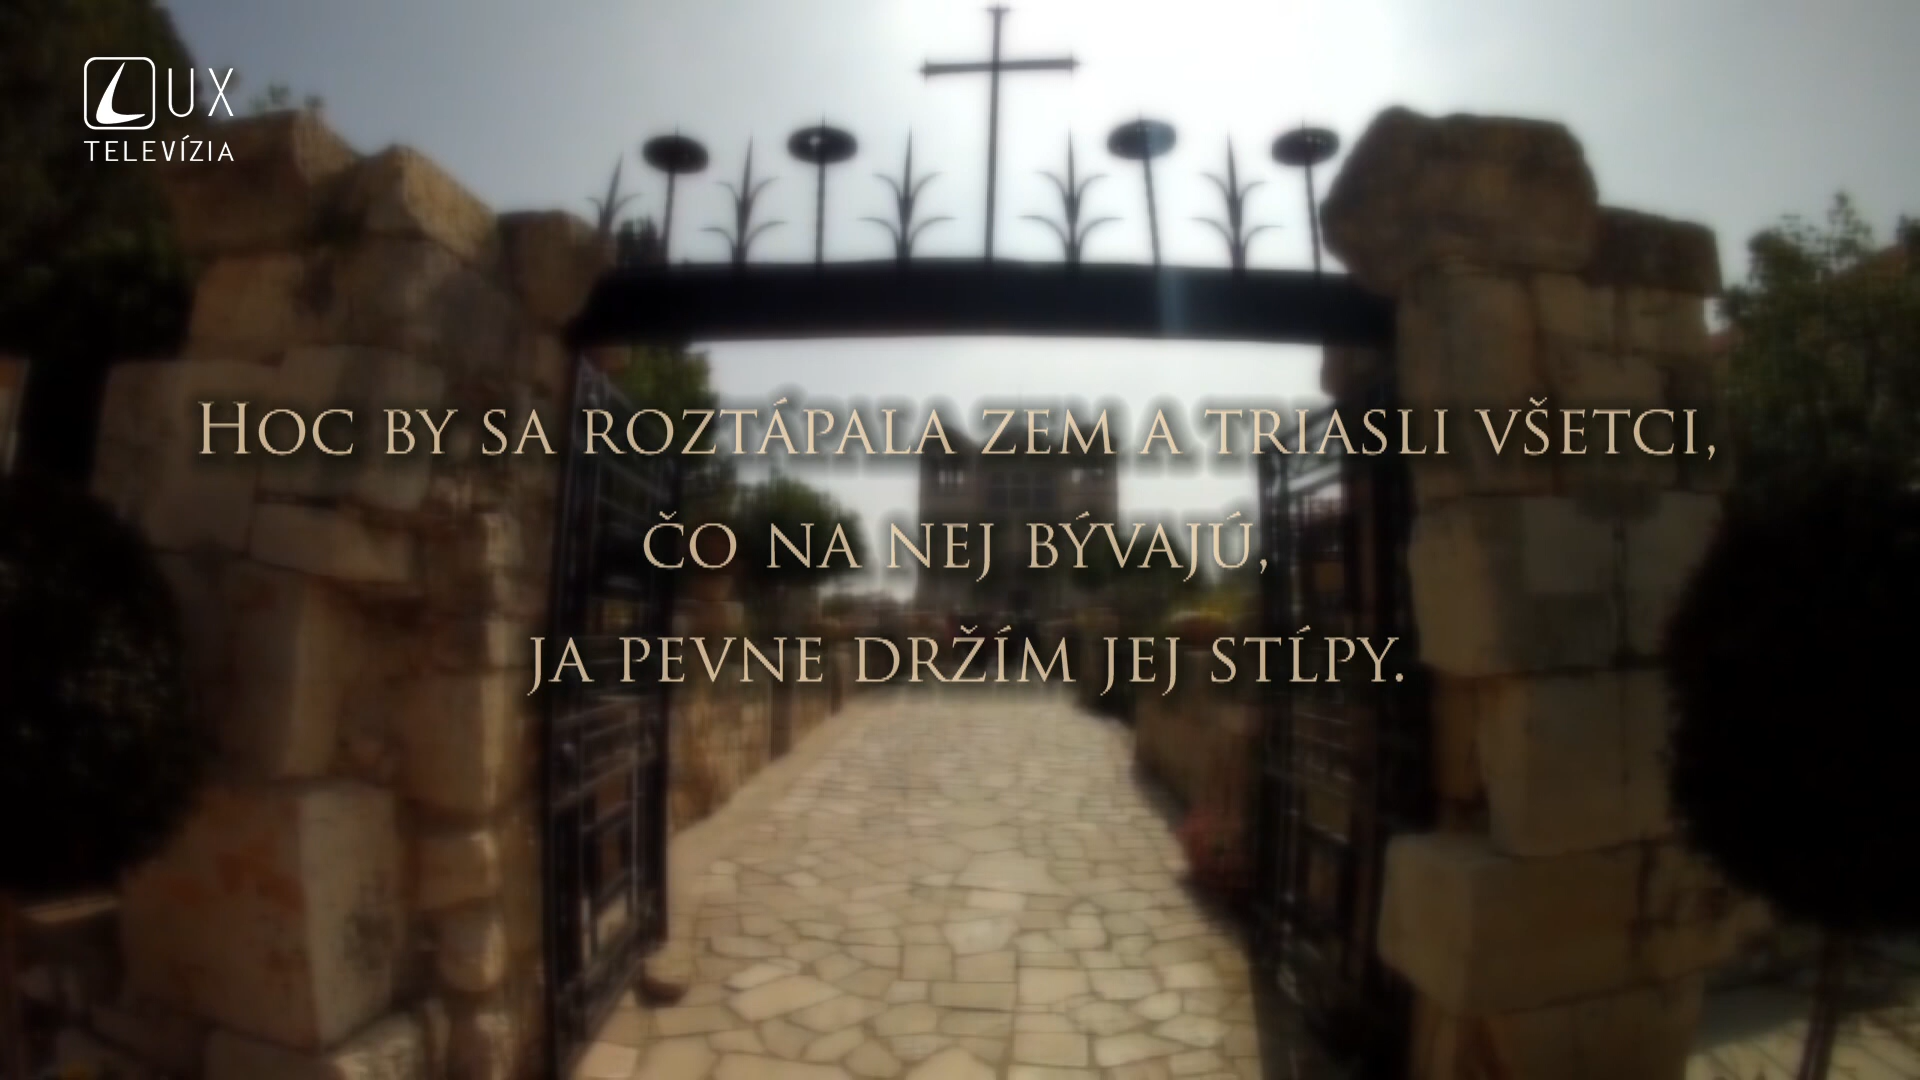 LUX
TELEVÍZIA
HOC BY SA ROZTÁPALA ZEM A TRIASLI VŠETCI,
ČO NA NEJ BÝVAJÚ,
JA PEVNE DRŽÍM JEJ STĹPY.